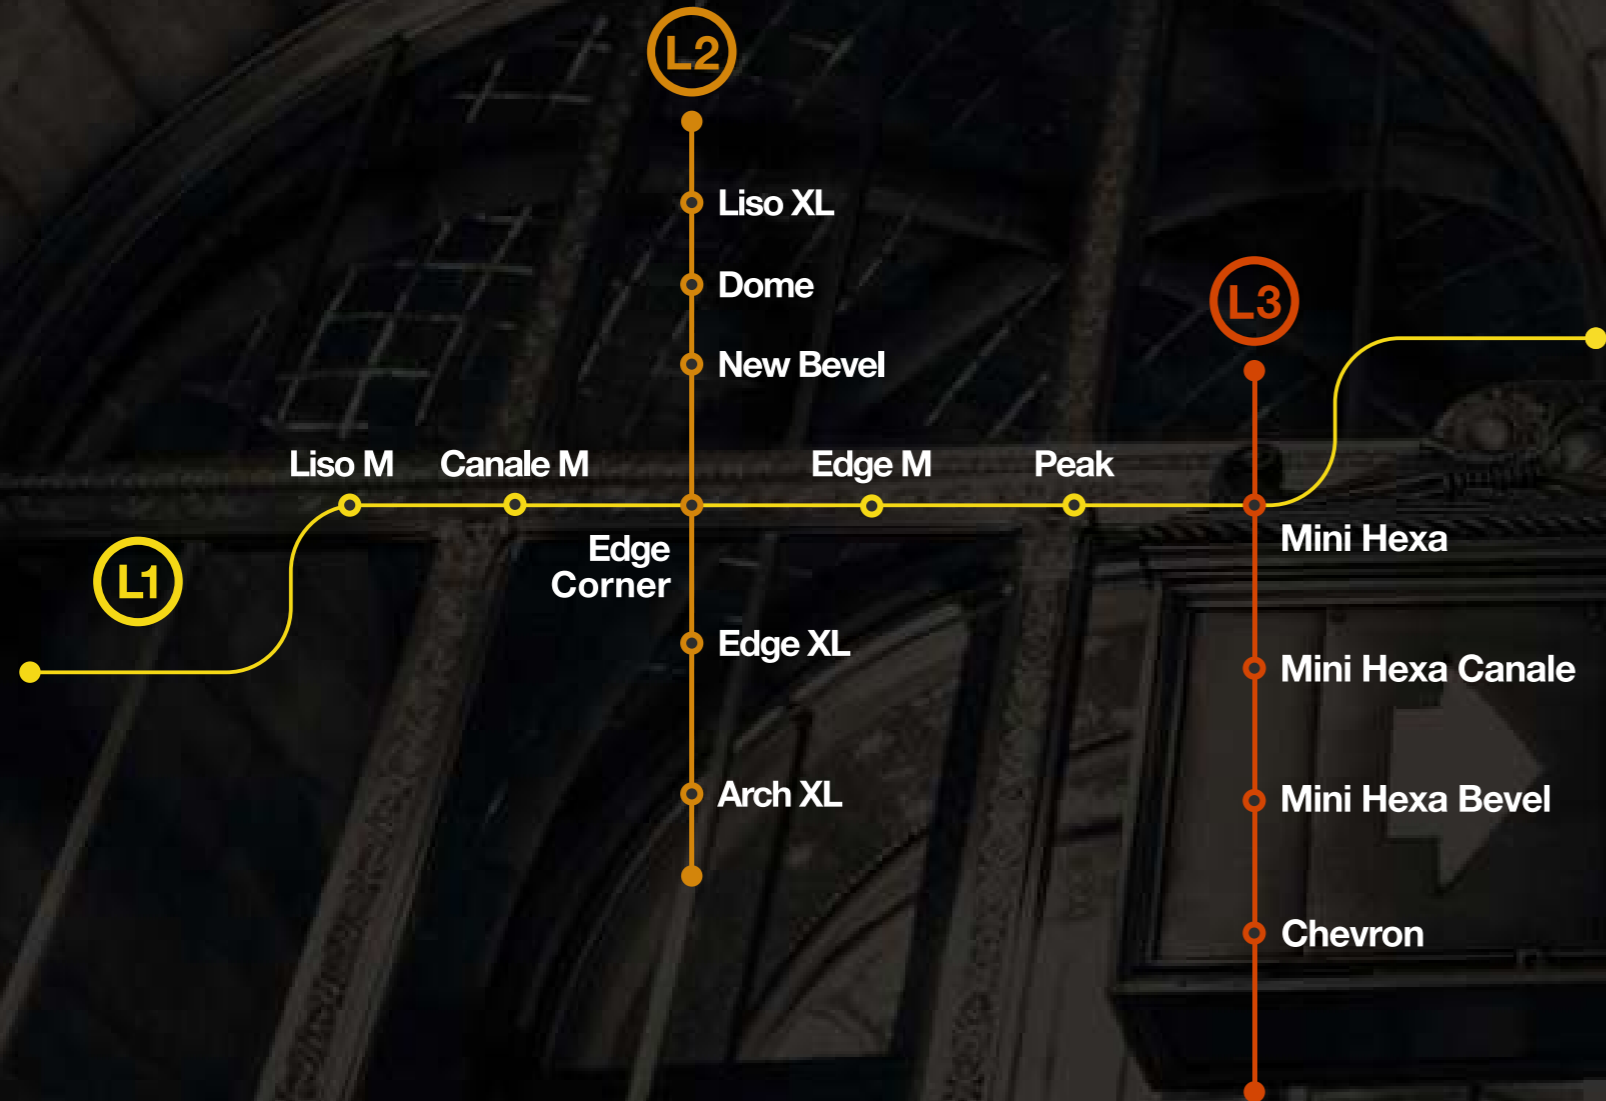 L2
Liso XL
Dome
L3
New Bevel
Liso M
Canale M
Edge M
Peak
Edge
Corner
Mini Hexa
L1
Edge XL
Mini Hexa Canale
Arch XL
Mini Hexa Bevel
Chevron